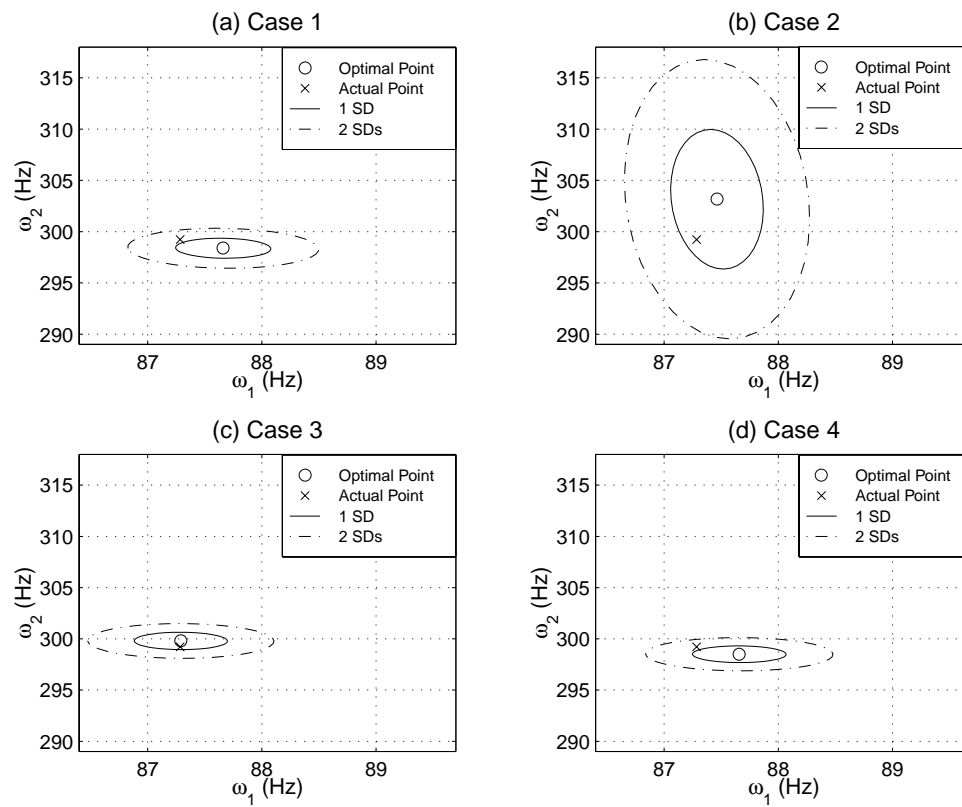 (a) Case 1
Optimal Point
Actual Point
1 SD
2 SDs
315
310
305
300
295
290
ω2 (Hz)
87 88 89
ω1 (Hz)
(b) Case 2
Optimal Point
Actual Point
1 SD
2 SDs
315
310
305
300
295
290
ω2 (Hz)
87 88 89
ω1 (Hz)
(c) Case 3
Optimal Point
Actual Point
1 SD
2 SDs
315
310
305
300
295
290
ω2 (Hz)
87 88 89
ω1 (Hz)
(d) Case 4
Optimal Point
Actual Point
1 SD
2 SDs
315
310
305
300
295
290
ω2 (Hz)
87 88 89
ω1 (Hz)